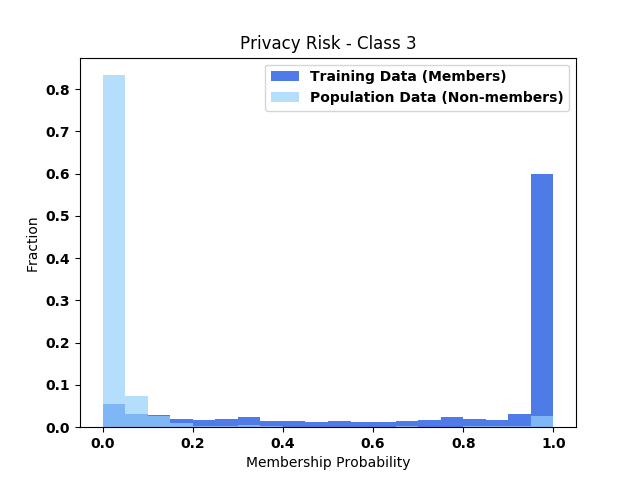 Privacy Risk - Class 3
Training Data (Members)
Population Data (Non-members)
Fraction
0.8
0.7
0.6
0.5
0.4
0.3
0.2
0.1
0.0
0.0 0.2 0.4 0.6 0.8 1.0
Membership Probability